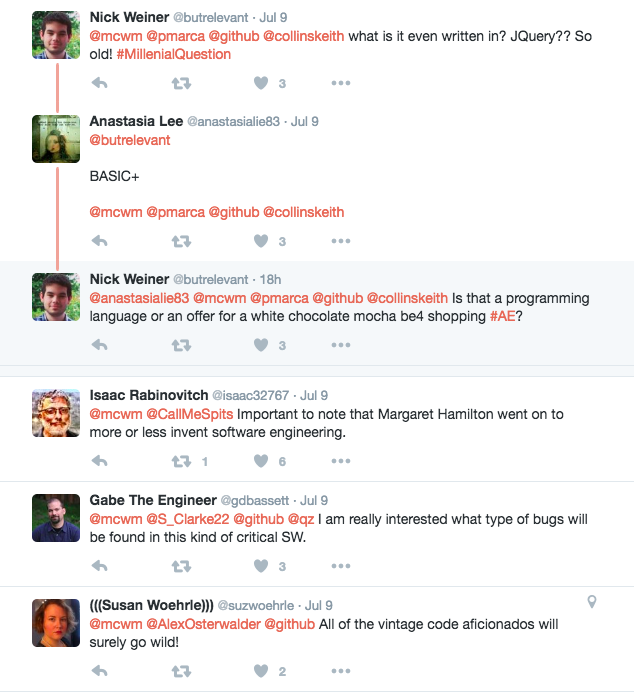 Nick Weiner @butrelevant · Jul 9
@mcwm @pmarca @github @collinskeith what is it even written in? JQuery?? So
old! #MillenialQuestion
3
Anastasia Lee @anastasialie83 · Jul 9
@butrelevant
BASIC+
@mcwm @pmarca @github @collinskeith
3
Nick Weiner @butrelevant · 18h
@anastasialie83 @mcwm @pmarca @github @collinskeith Is that a programming
language or an offer for a white chocolate mocha be4 shopping #AE?
3
Isaac Rabinovitch @isaac32767 · Jul 9
@mcwm @CallMeSpits Important to note that Margaret Hamilton went on to
more or less invent software engineering.
1 6
Gabe The Engineer @gdbassett · Jul 9
@mcwm @S_Clarke22 @github @qz I am really interested what type of bugs will
be found in this kind of critical SW.
3
(((Susan Woehrle))) @suzwoehrle · Jul 9
@mcwm @AlexOsterwalder @github All of the vintage code aficionados will
surely go wild!
2